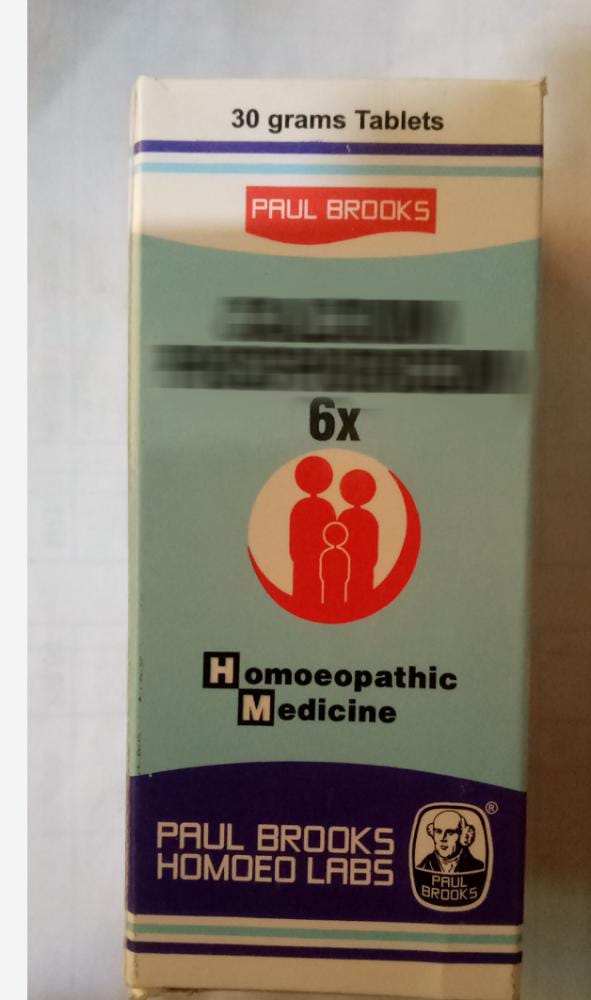 30 grams Tablets
PAUL BROOKS
6x
Homoeopathic
Medicine
PAUL BROOKS
HOMOEO LABS
®
PAUL
BROOKS